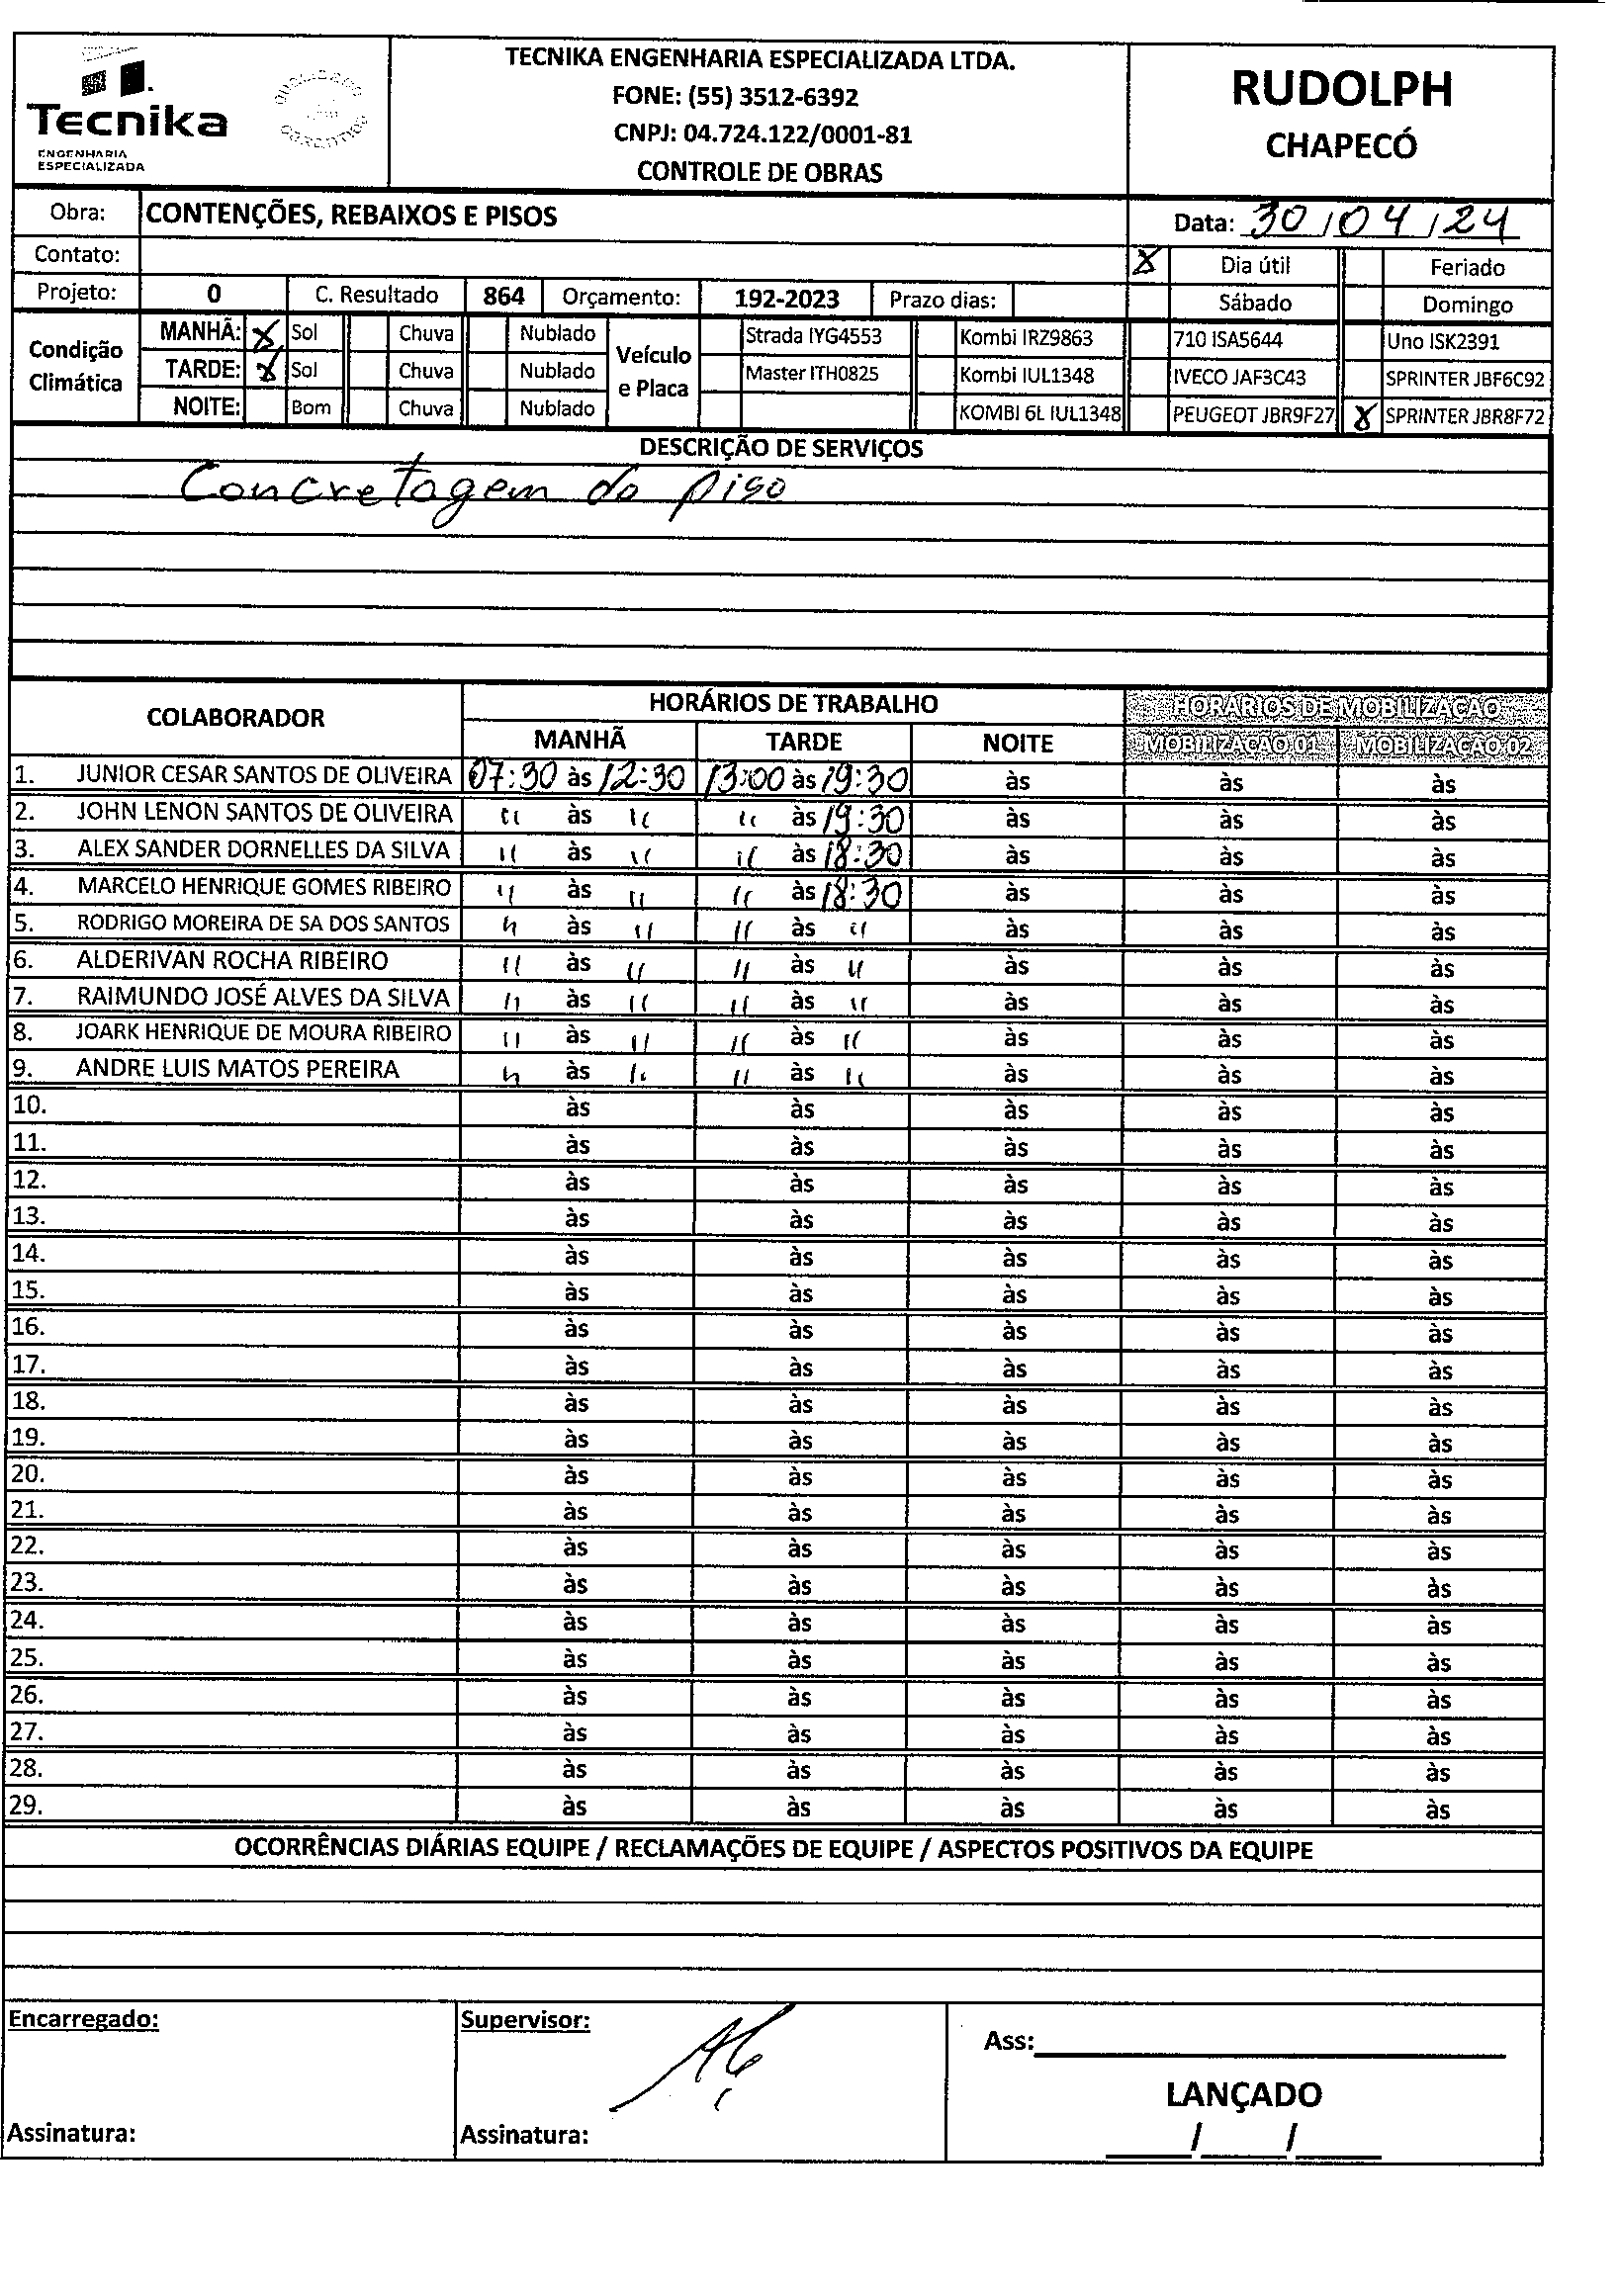 Tecnika
ENGENHARIA
ESPECIALIZADA
TECNIKA ENGENHARIA ESPECIALIZADA LTDA.
FONE: (55) 3512-6392
CNPJ: 04.724.122/0001-81
CONTROLE DE OBRAS
RUDOLPH
CHAPECÓ
Obra: CONTENÇÕES, REBAIXOS E PISOS Data: 30/04/24
Contato: X Dia útil Feriado
Projeto: 0 C. Resultado 864 Orçamento: 192-2023 Prazo dias: Sábado Domingo
Condição Climática
MANHÃ: X Sol Chuva Nublado
TARDE: X Sol Chuva Nublado
NOITE: Bom Chuva Nublado
Veículo e Placa
Strada IYG4553 Kombi IRZ9863 710 ISA5644 Uno ISK2391
Master ITH0825 Kombi IUL1348 IVECO JAF3C43 SPRINTER JBF6C92
KOMBI 6L IUL1348 PEUGEOT JBR9F27 X SPRINTER JBR8F72
DESCRIÇÃO DE SERVIÇOS
Concretagem do piso
COLABORADOR HORÁRIOS DE TRABALHO HORÁRIOS DE MOBILIZAÇÃO
MANHÃ TARDE NOITE MOBILIZAÇÃO 01 MOBILIZAÇÃO 02
1. JUNIOR CESAR SANTOS DE OLIVEIRA 07:30 às 12:30 13:00 às 19:30 às às às
2. JOHN LENON SANTOS DE OLIVEIRA " às " " às 19:30 às às às
3. ALEX SANDER DORNELLES DA SILVA " às " " às 18:30 às às às
4. MARCELO HENRIQUE GOMES RIBEIRO " às " " às 18:30 às às às
5. RODRIGO MOREIRA DE SA DOS SANTOS " às " " às " às às às
6. ALDERIVAN ROCHA RIBEIRO " às " " às " às às às
7. RAIMUNDO JOSÉ ALVES DA SILVA " às " " às " às às às
8. JOARK HENRIQUE DE MOURA RIBEIRO " às " " às " às às às
9. ANDRE LUIS MATOS PEREIRA " às " " às " às às às
10. às às às às às
11. às às às às às
12. às às às às às
13. às às às às às
14. às às às às às
15. às às às às às
16. às às às às às
17. às às às às às
18. às às às às às
19. às às às às às
20. às às às às às
21. às às às às às
22. às às às às às
23. às às às às às
24. às às às às às
25. às às às às às
26. às às às às às
27. às às às às às
28. às às às às às
29. às às às às às
OCORRÊNCIAS DIÁRIAS EQUIPE / RECLAMAÇÕES DE EQUIPE / ASPECTOS POSITIVOS DA EQUIPE
Encarregado: Supervisor: Ass:
LANÇADO
Assinatura: Assinatura: / /